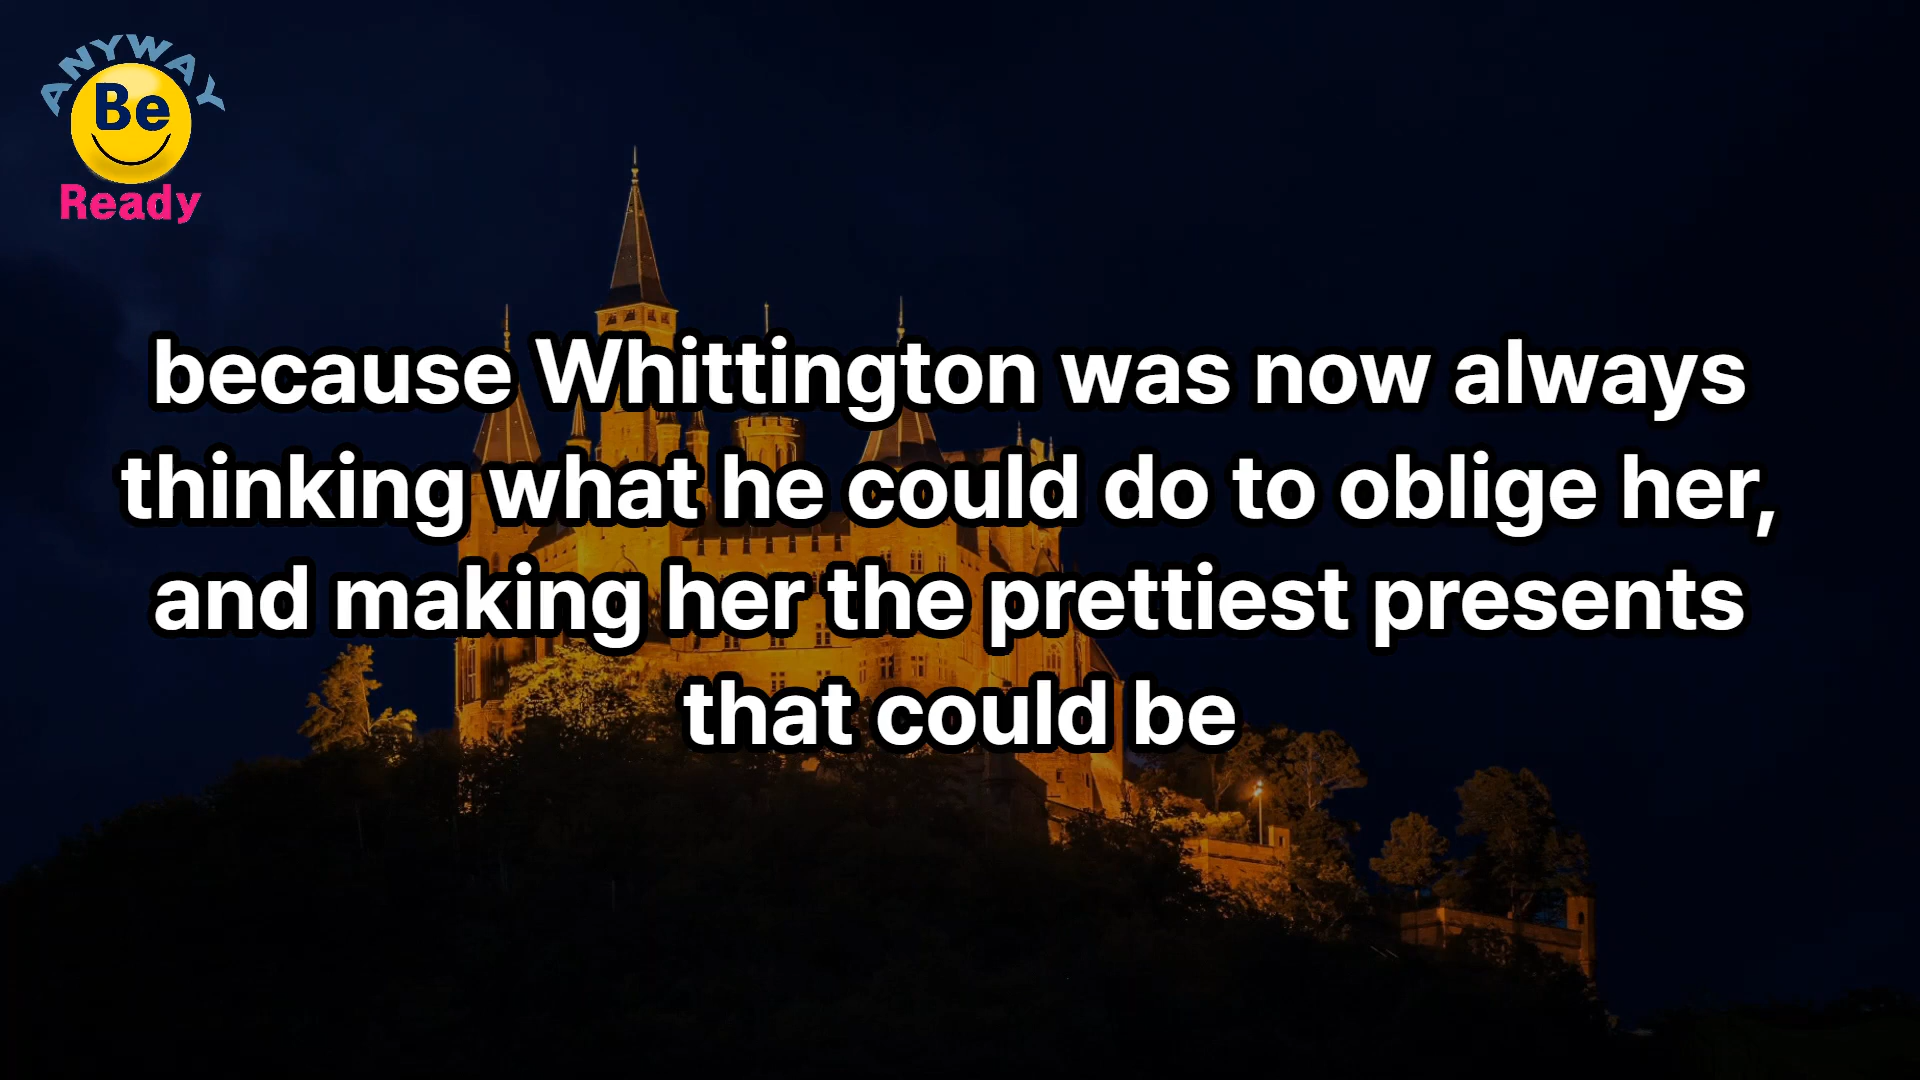 ANYWAY
Be
Ready
because Whittington was now always
thinking what he could do to oblige her,
and making her the prettiest presents
that could be